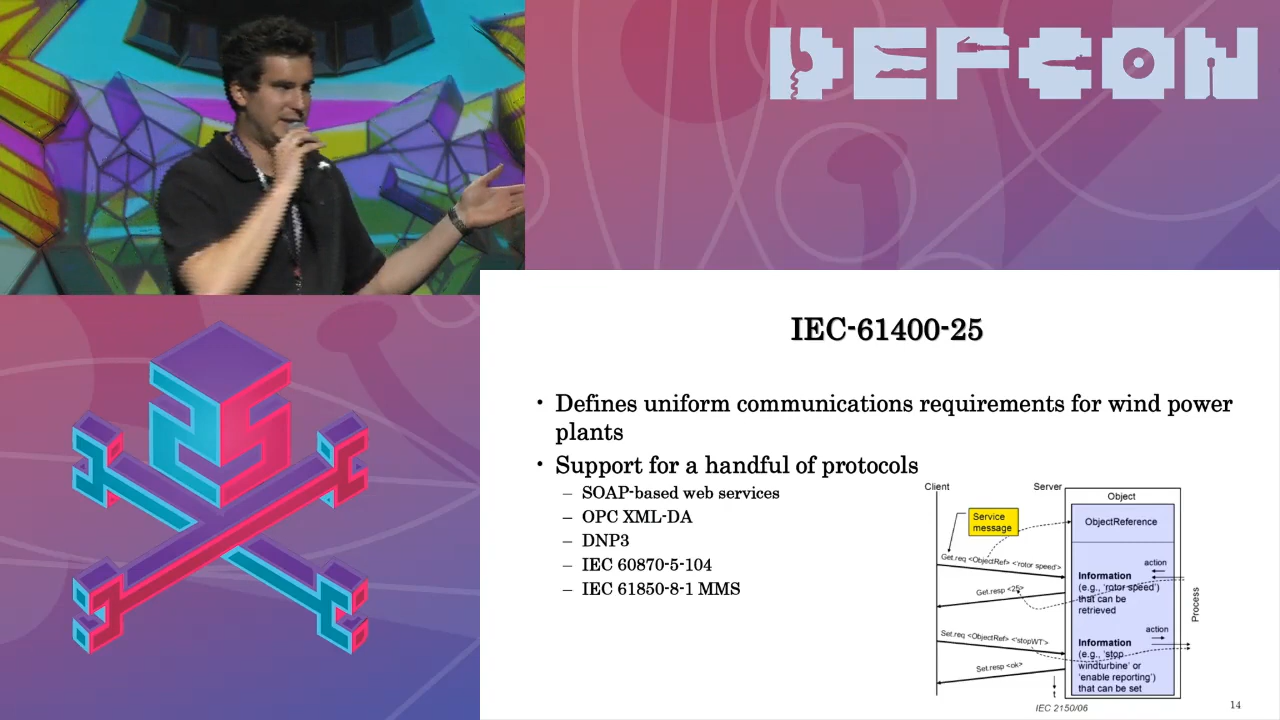 DEFCON
IEC-61400-25
• Defines uniform communications requirements for wind power
plants
• Support for a handful of protocols
– SOAP-based web services
– OPC XML-DA
– DNP3
– IEC 60870-5-104
– IEC 61850-8-1 MMS
Client
Server
Object
Service
message
ObjectReference
Get.req <ObjectRef> <'rotor speed'>
action
Information
(e.g., 'rotor speed')
that can be
retrieved
Get.resp <25>
Process
action
Set.req <ObjectRef> <'stopWT'>
Information
(e.g., 'stop
windturbine' or
'enable reporting')
that can be set
Set.resp <ok>
t
IEC 2150/06
14